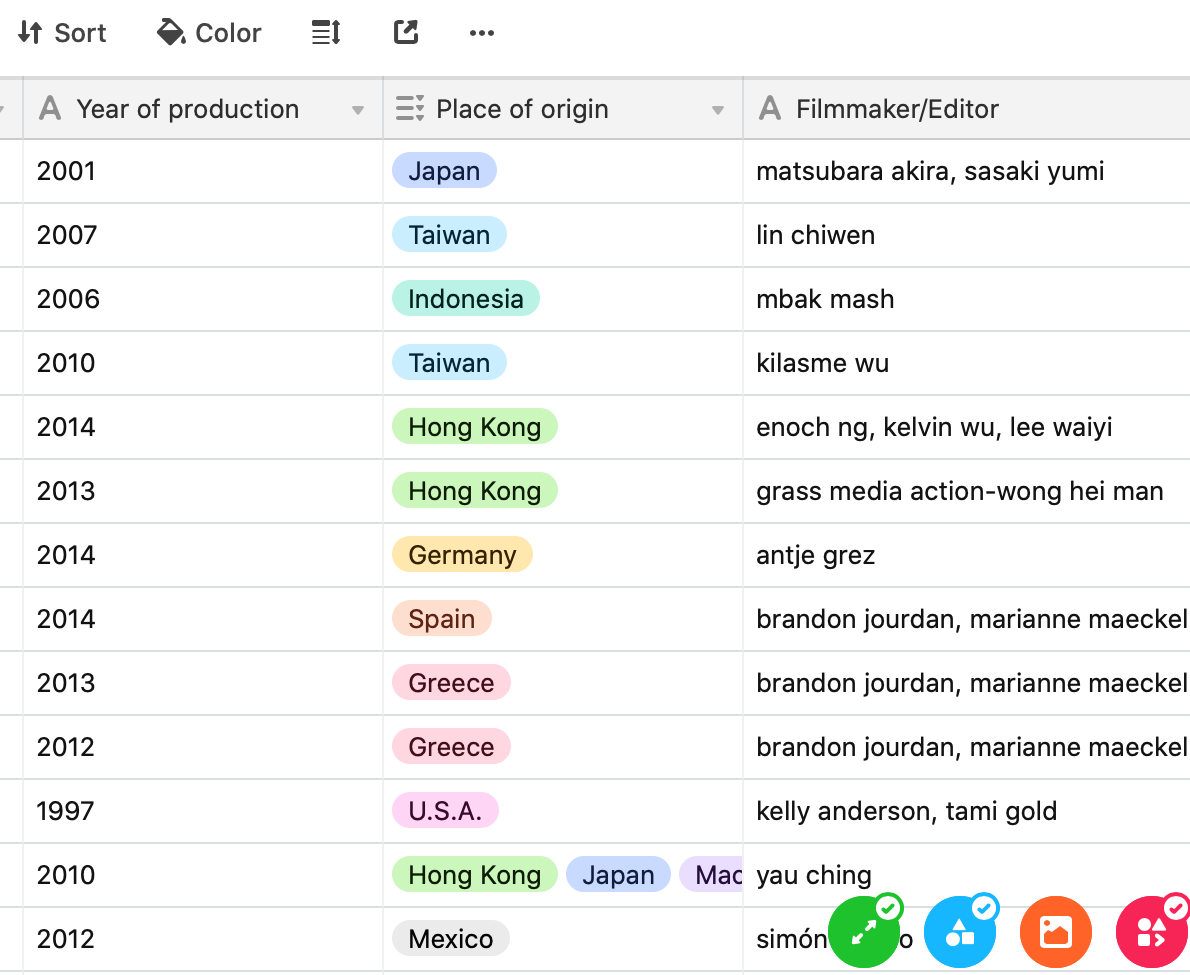 Sort Color
Year of production Place of origin Filmmaker/Editor
2001 Japan matsubara akira, sasaki yumi
2007 Taiwan lin chiwen
2006 Indonesia mbak mash
2010 Taiwan kilasme wu
2014 Hong Kong enoch ng, kelvin wu, lee waiyi
2013 Hong Kong grass media action-wong hei man
2014 Germany antje grez
2014 Spain brandon jourdan, marianne maeckel
2013 Greece brandon jourdan, marianne maeckel
2012 Greece brandon jourdan, marianne maeckel
1997 U.S.A. kelly anderson, tami gold
2010 Hong Kong Japan yau ching
2012 Mexico simón